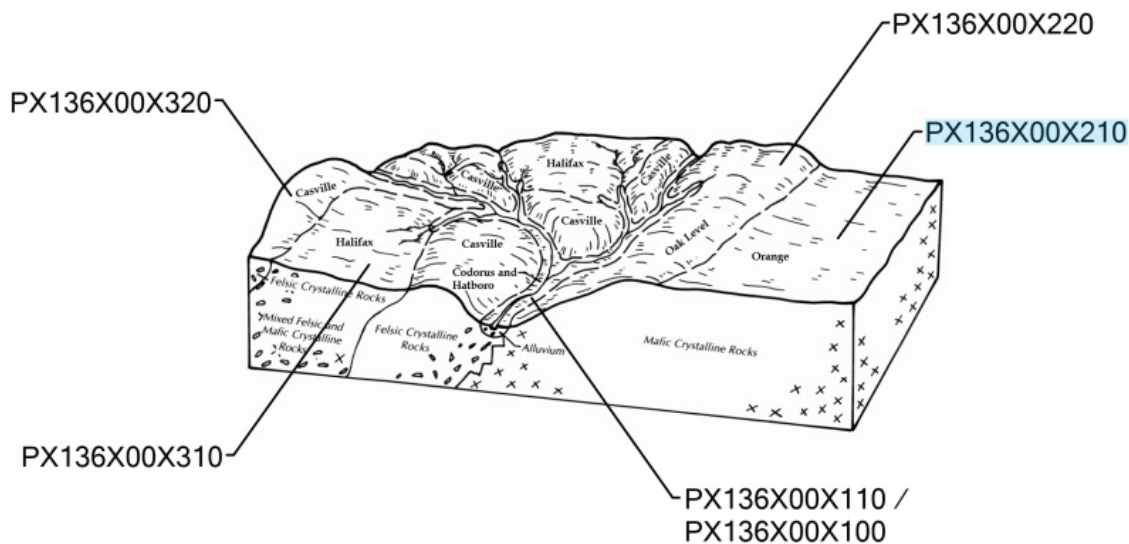 PX136X00X220
PX136X00X320
PX136X00X210
Halifax
Casville
Casville
Casville
Casville
Oak Level
Halifax
Casville
Orange
Codorus and
Hatboro
Felsic Crystalline Rocks
Mixed Felsic and
Mafic Crystalline
Rocks
Felsic Crystalline
Rocks
Alluvium
Mafic Crystalline Rocks
PX136X00X310
PX136X00X110 /
PX136X00X100